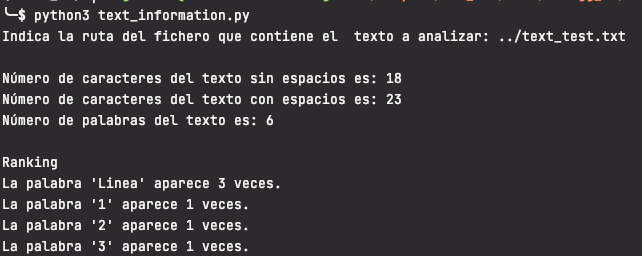 ╰─$ python3 text_information.py
Indica la ruta del fichero que contiene el  texto a analizar: ../text_test.txt
Número de caracteres del texto sin espacios es: 18
Número de caracteres del texto con espacios es: 23
Número de palabras del texto es: 6
Ranking
La palabra 'Linea' aparece 3 veces.
La palabra '1' aparece 1 veces.
La palabra '2' aparece 1 veces.
La palabra '3' aparece 1 veces.